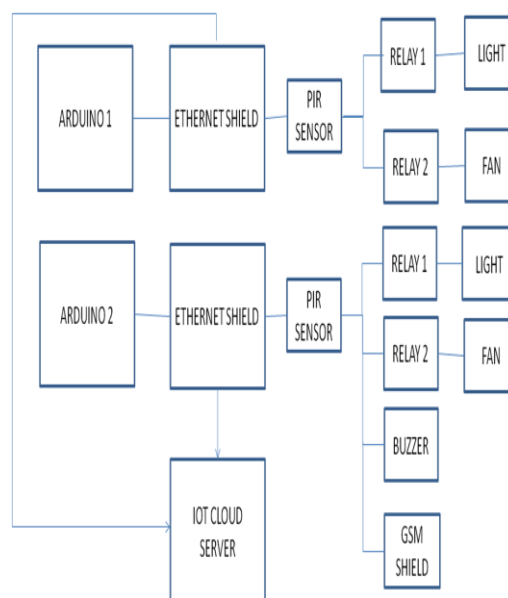 ARDUINO 1
ETHERNET SHIELD
PIR
SENSOR
RELAY 1
LIGHT
RELAY 2
FAN
ARDUINO 2
ETHERNET SHIELD
PIR
SENSOR
RELAY 1
LIGHT
RELAY 2
FAN
BUZZER
GSM
SHIELD
IOT CLOUD
SERVER